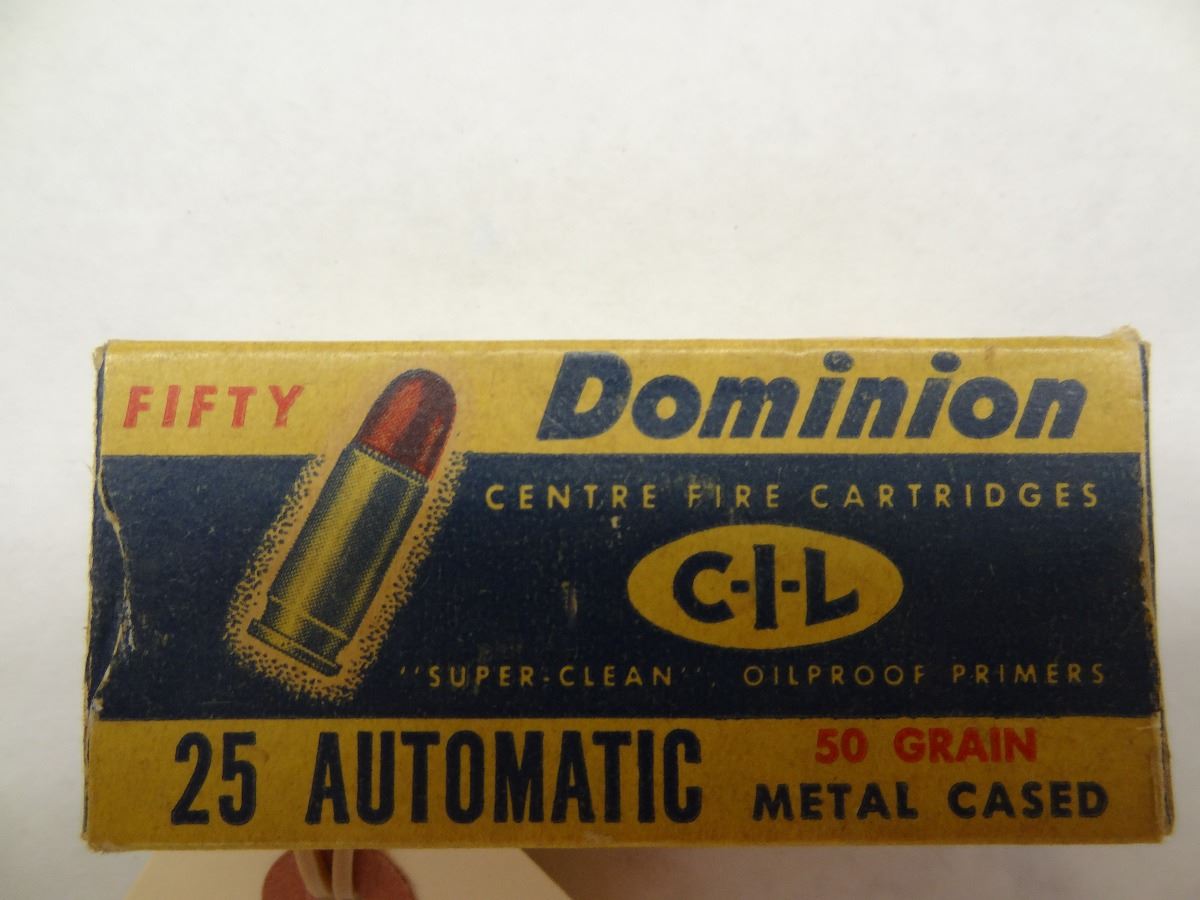 FIFTY
Dominion
CENTRE FIRE CARTRIDGES
C-I-L
"SUPER-CLEAN", OILPROOF PRIMERS
25 AUTOMATIC
50 GRAIN
METAL CASED